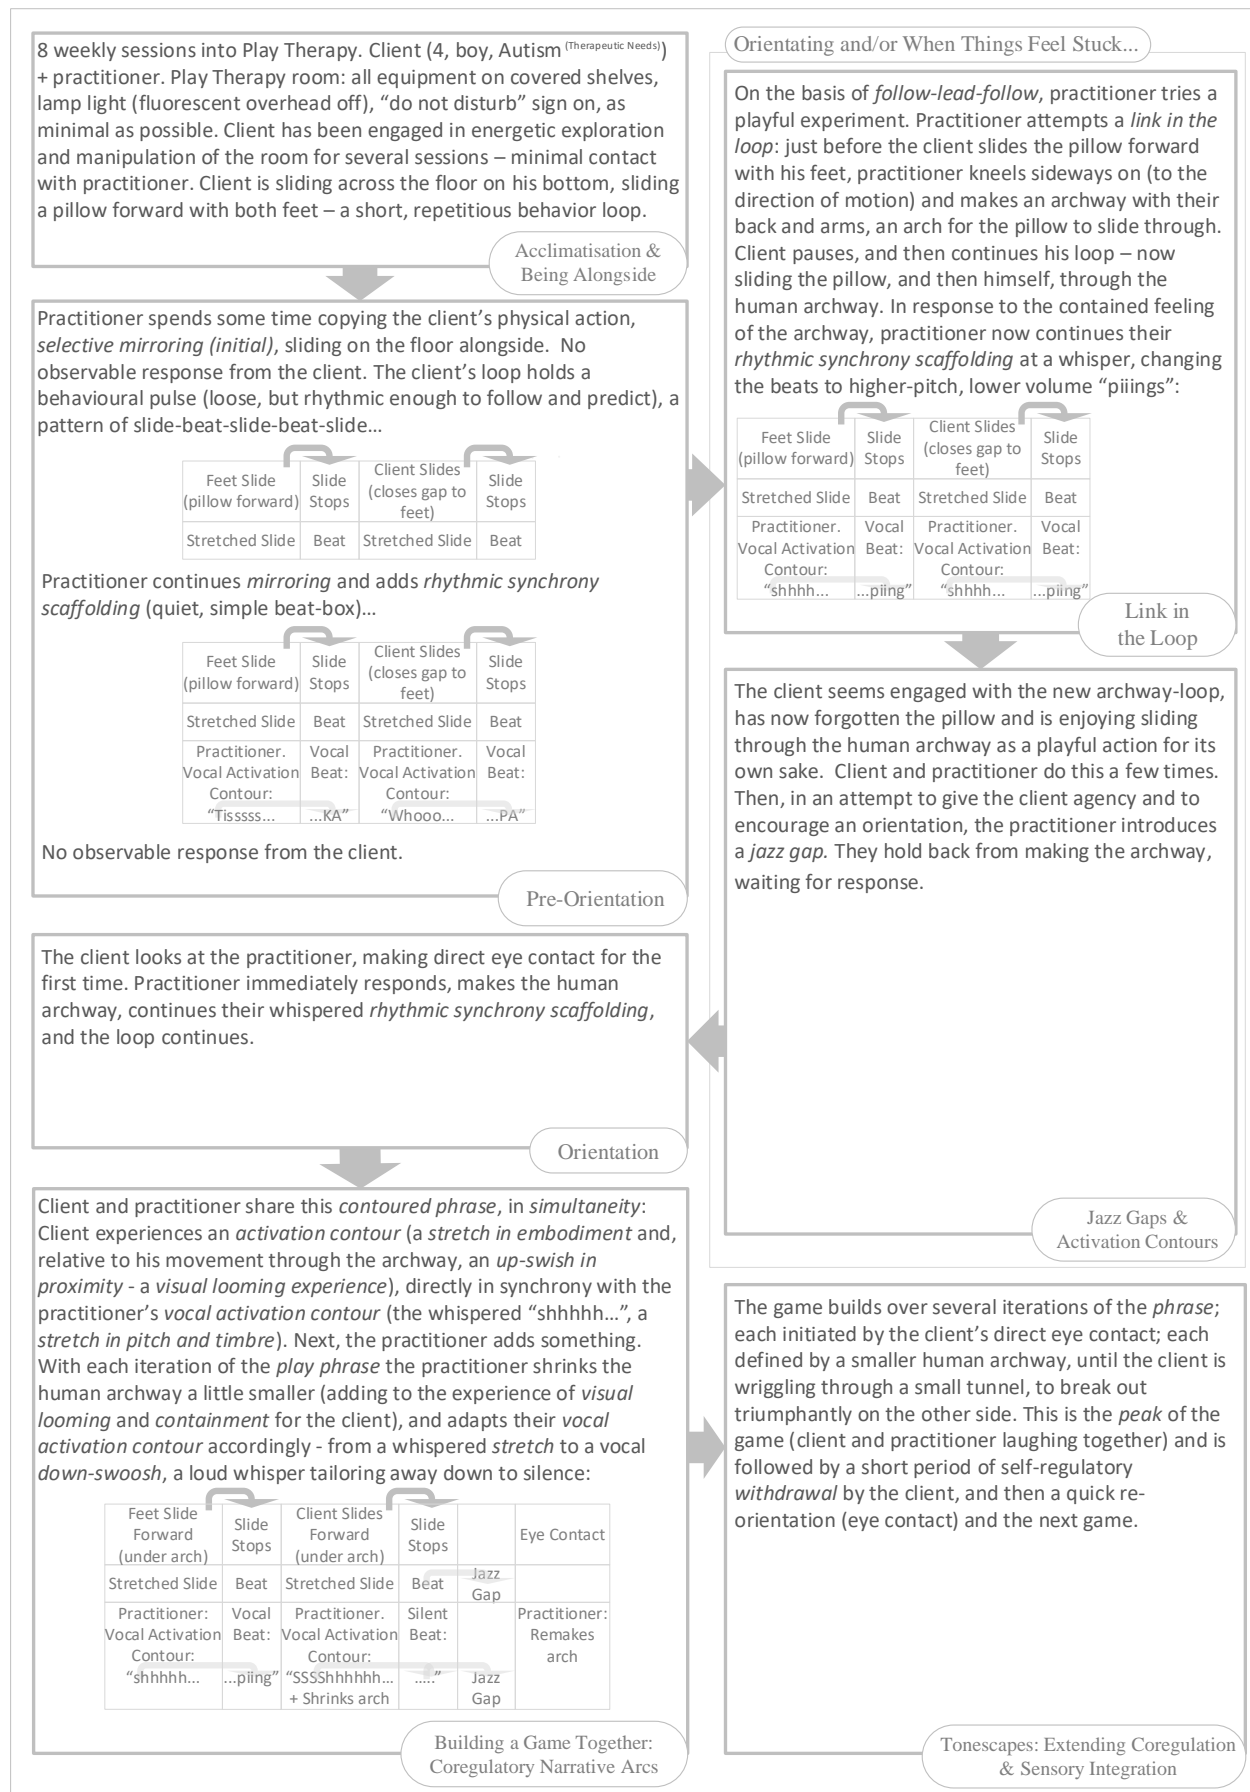 8 weekly sessions into Play Therapy. Client (4, boy, Autism (Therapeutic Needs))
+ practitioner. Play Therapy room: all equipment on covered shelves,
lamp light (fluorescent overhead off), “do not disturb” sign on, as
minimal as possible. Client has been engaged in energetic exploration
and manipulation of the room for several sessions – minimal contact
with practitioner. Client is sliding across the floor on his bottom, sliding
a pillow forward with both feet – a short, repetitious behavior loop.
Acclimatisation &
Being Alongside
Practitioner spends some time copying the client’s physical action,
selective mirroring (initial), sliding on the floor alongside.  No
observable response from the client. The client’s loop holds a
behavioural pulse (loose, but rhythmic enough to follow and predict), a
pattern of slide-beat-slide-beat-slide…
Feet Slide
(pillow forward)
Slide
Stops
Client Slides
(closes gap to
feet)
Slide
Stops
Stretched Slide
Beat
Stretched Slide
Beat
Practitioner continues mirroring and adds rhythmic synchrony
scaffolding (quiet, simple beat-box)…
Feet Slide
(pillow forward)
Slide
Stops
Client Slides
(closes gap to
feet)
Slide
Stops
Stretched Slide
Beat
Stretched Slide
Beat
Practitioner.
Vocal Activation
Contour:
“Tisssss...
Vocal
Beat:
...KA”
Practitioner.
Vocal Activation
Contour:
“Whooo...
Vocal
Beat:
...PA”
No observable response from the client.
Pre-Orientation
Orientating and/or When Things Feel Stuck...
On the basis of follow-lead-follow, practitioner tries a
playful experiment. Practitioner attempts a link in the
loop: just before the client slides the pillow forward
with his feet, practitioner kneels sideways on (to the
direction of motion) and makes an archway with their
back and arms, an arch for the pillow to slide through.
Client pauses, and then continues his loop – now
sliding the pillow, and then himself, through the
human archway. In response to the contained feeling
of the archway, practitioner now continues their
rhythmic synchrony scaffolding at a whisper, changing
the beats to higher-pitch, lower volume “piiings”:
Feet Slide
(pillow forward)
Slide
Stops
Client Slides
(closes gap to
feet)
Slide
Stops
Stretched Slide
Beat
Stretched Slide
Beat
Practitioner.
Vocal Activation
Contour:
“shhhh...
Vocal
Beat:
...piing”
Practitioner.
Vocal Activation
Contour:
“shhhh...
Vocal
Beat:
...piing”
Link in
the Loop
The client seems engaged with the new archway-loop,
has now forgotten the pillow and is enjoying sliding
through the human archway as a playful action for its
own sake.  Client and practitioner do this a few times.
Then, in an attempt to give the client agency and to
encourage an orientation, the practitioner introduces
a jazz gap. They hold back from making the archway,
waiting for response.
Jazz Gaps &
Activation Contours
The client looks at the practitioner, making direct eye contact for the
first time. Practitioner immediately responds, makes the human
archway, continues their whispered rhythmic synchrony scaffolding,
and the loop continues.
Orientation
Client and practitioner share this contoured phrase, in simultaneity:
Client experiences an activation contour (a stretch in embodiment and,
relative to his movement through the archway, an up-swish in
proximity - a visual looming experience), directly in synchrony with the
practitioner’s vocal activation contour (the whispered “shhhhh…”, a
stretch in pitch and timbre). Next, the practitioner adds something.
With each iteration of the play phrase the practitioner shrinks the
human archway a little smaller (adding to the experience of visual
looming and containment for the client), and adapts their vocal
activation contour accordingly - from a whispered stretch to a vocal
down-swoosh, a loud whisper tailoring away down to silence:
Feet Slide
Forward
(under arch)
Slide
Stops
Client Slides
Forward
(under arch)
Slide
Stops
Eye Contact
Stretched Slide
Beat
Stretched Slide
Beat
Jazz
Gap
Practitioner:
Vocal Activation
Contour:
“shhhhh...
Vocal
Beat:
...piing”
Practitioner.
Vocal Activation
Contour:
“SSSShhhhhh...
+ Shrinks arch
Silent
Beat:
.....”
Jazz
Gap
Practitioner:
Remakes
arch
Building a Game Together:
Coregulatory Narrative Arcs
The game builds over several iterations of the phrase;
each initiated by the client’s direct eye contact; each
defined by a smaller human archway, until the client is
wriggling through a small tunnel, to break out
triumphantly on the other side. This is the peak of the
game (client and practitioner laughing together) and is
followed by a short period of self-regulatory
withdrawal by the client, and then a quick re-
orientation (eye contact) and the next game.
Tonescapes: Extending Coregulation
& Sensory Integration